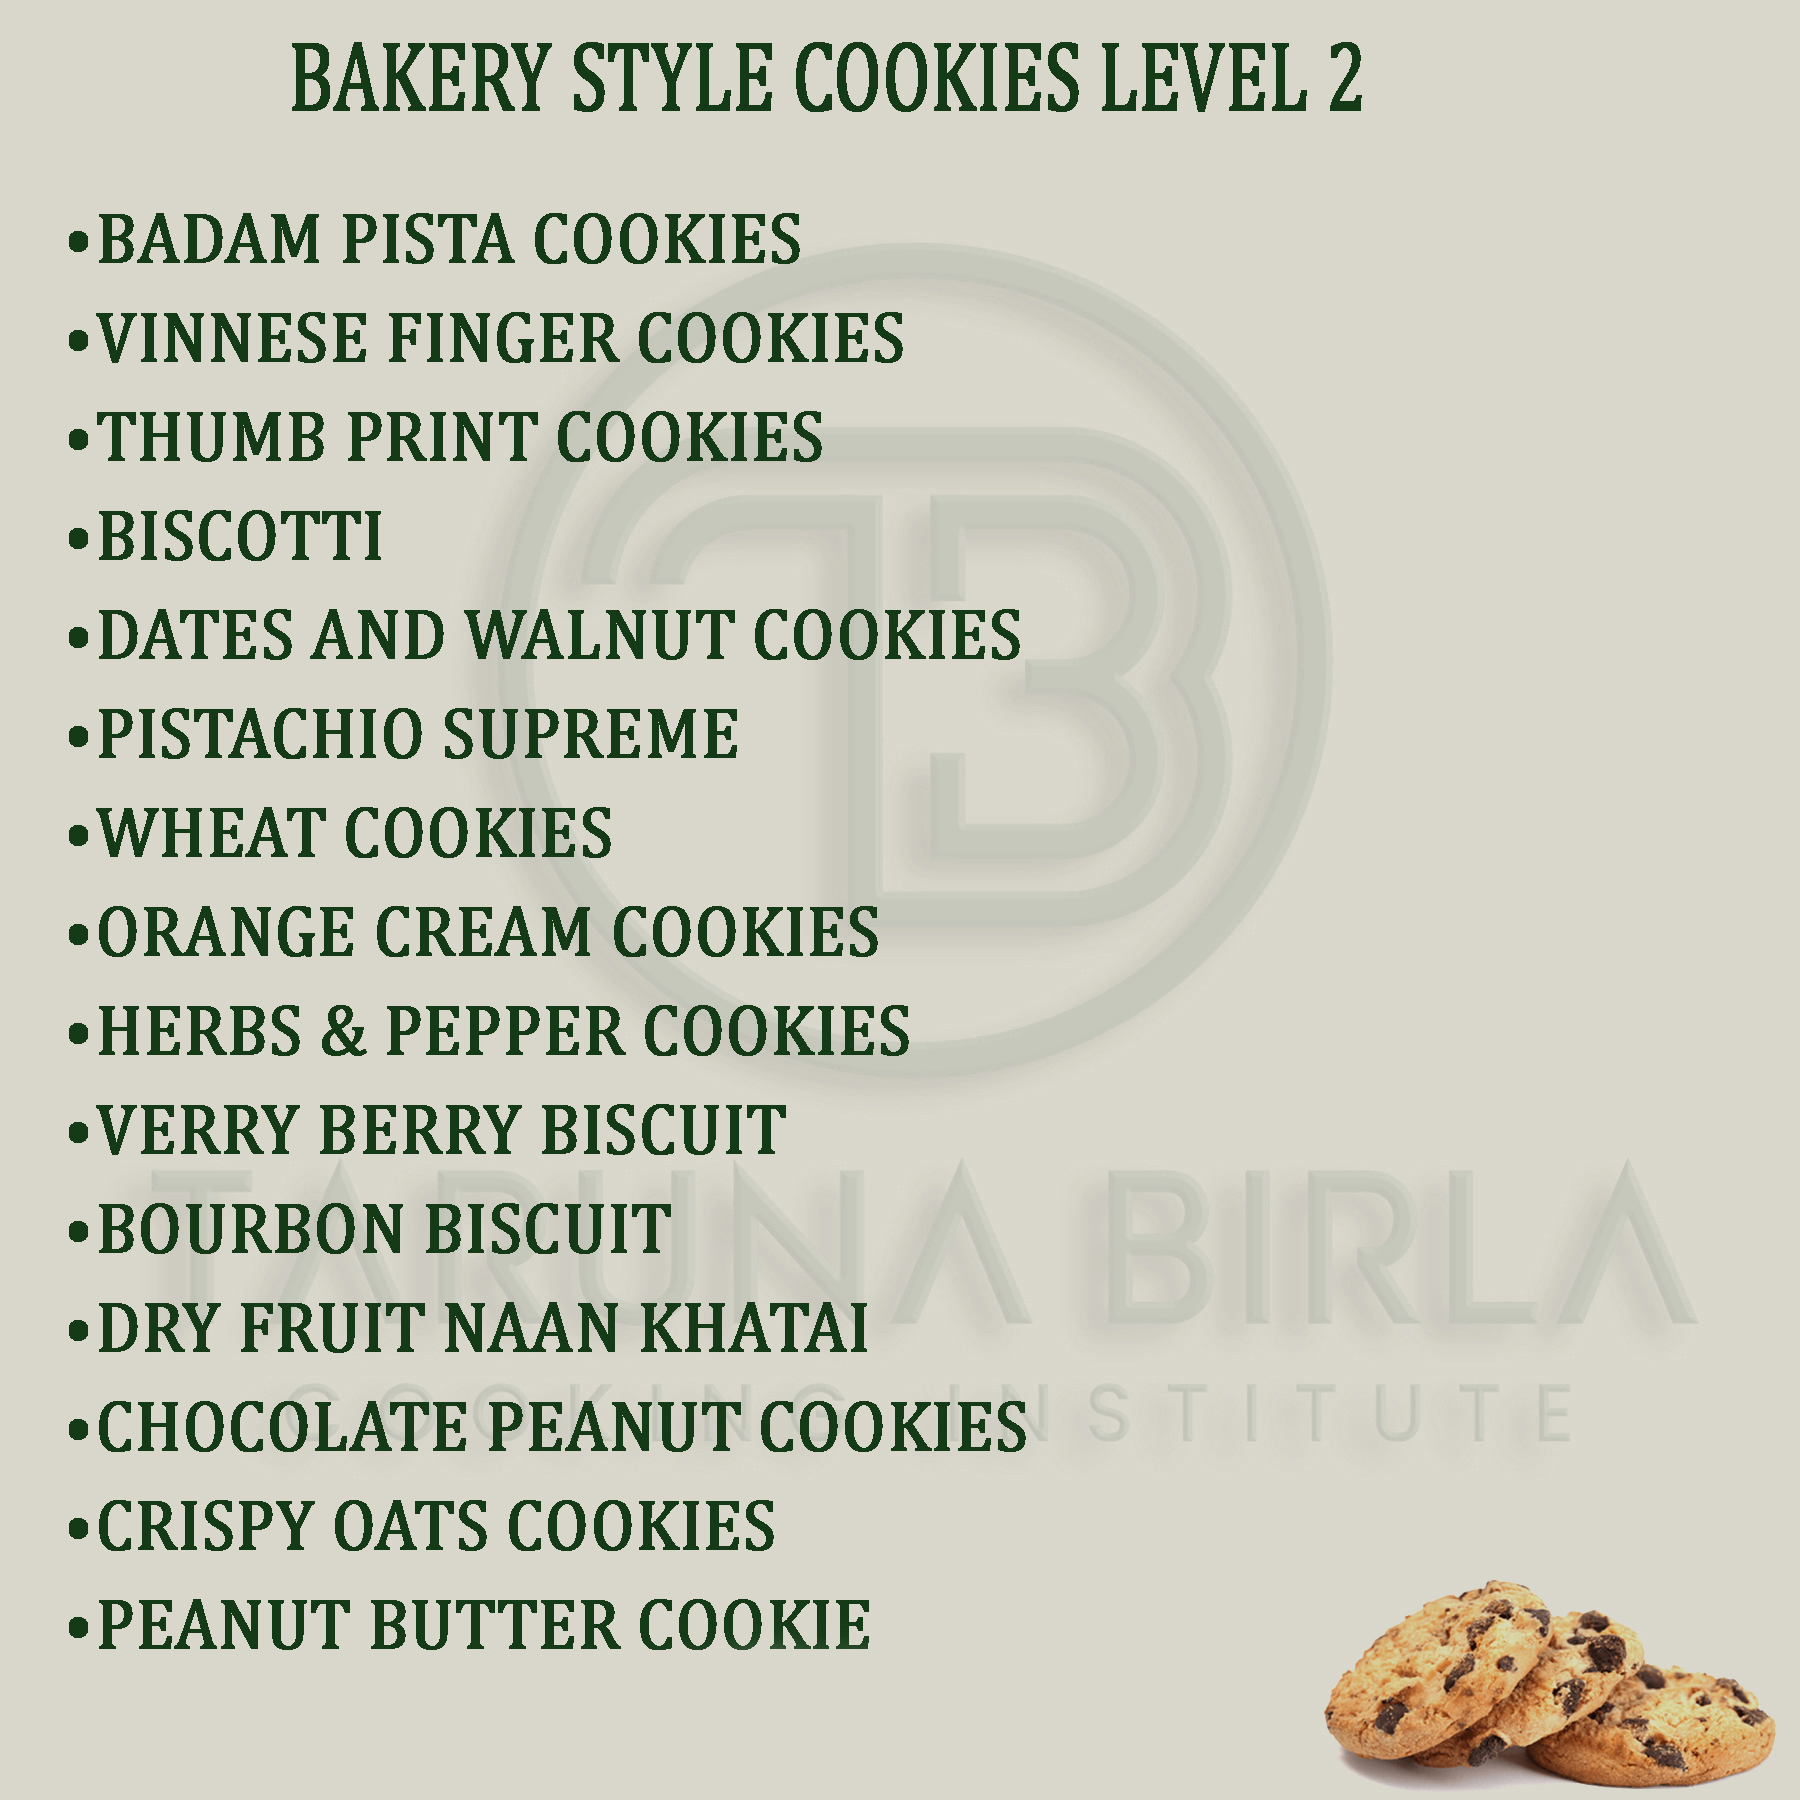 BAKERY STYLE COOKIES LEVEL 2
•BADAM PISTA COOKIES
•VINNESE FINGER COOKIES
•THUMB PRINT COOKIES
•BISCOTTI
•DATES AND WALNUT COOKIES
•PISTACHIO SUPREME
•WHEAT COOKIES
•ORANGE CREAM COOKIES
•HERBS & PEPPER COOKIES
•VERRY BERRY BISCUIT
•BOURBON BISCUIT
•DRY FRUIT NAAN KHATAI
•CHOCOLATE PEANUT COOKIES
•CRISPY OATS COOKIES
•PEANUT BUTTER COOKIE
TB
TARUNA BIRLA
COOKING INSTITUTE